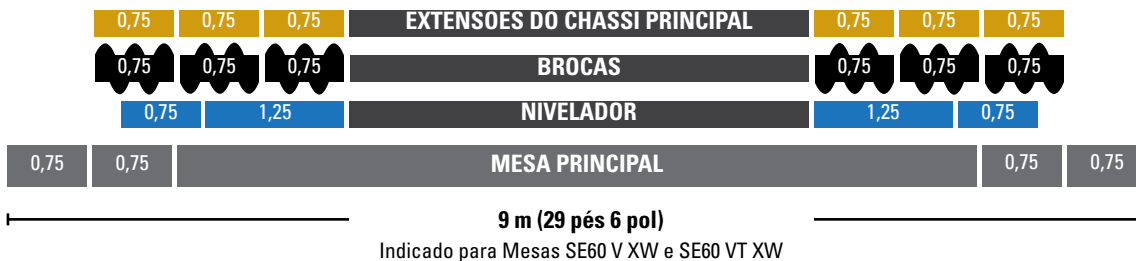 0,75 0,75 0,75 EXTENSÕES DO CHASSI PRINCIPAL 0,75 0,75 0,75
0,75 0,75 0,75 BROCAS 0,75 0,75 0,75
0,75 1,25 NIVELADOR 1,25 0,75
0,75 0,75 MESA PRINCIPAL 0,75 0,75
9 m (29 pés 6 pol)
Indicado para Mesas SE60 V XW e SE60 VT XW